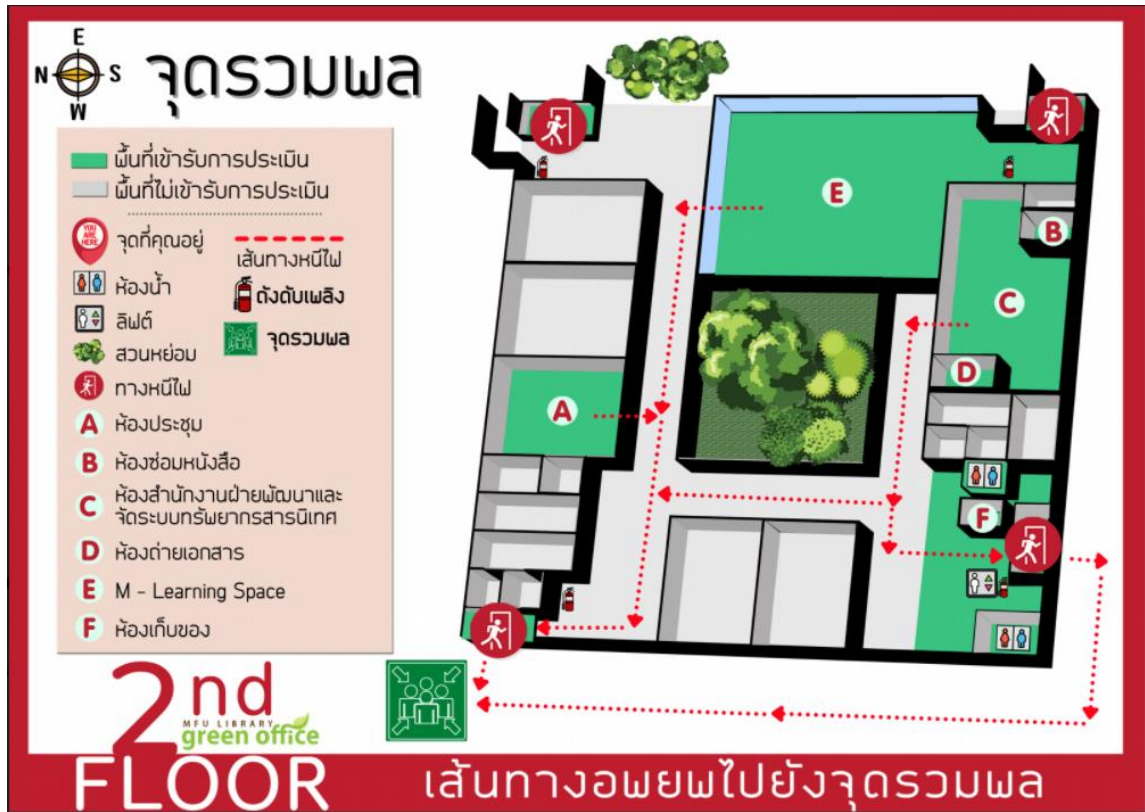 E
N S
W
จุดรวมพล
พื้นที่เข้ารับการประเมิน
พื้นที่ไม่เข้ารับการประเมิน
YOU
ARE
HERE
จุดที่คุณอยู่
เส้นทางหนีไฟ
ห้องน้ำ
ถังดับเพลิง
ลิฟต์
จุดรวมพล
สวนหย่อม
ทางหนีไฟ
A ห้องประชุม
B ห้องซ่อมหนังสือ
C ห้องสำนักงานฝ่ายพัฒนาและ
จัดระบบทรัพยากรสารนิเทศ
D ห้องถ่ายเอกสาร
E M - Learning Space
F ห้องเก็บของ
E
B
C
D
A
F
2nd
MFU LIBRARY
green office
FLOOR
เส้นทางอพยพไปยังจุดรวมพล